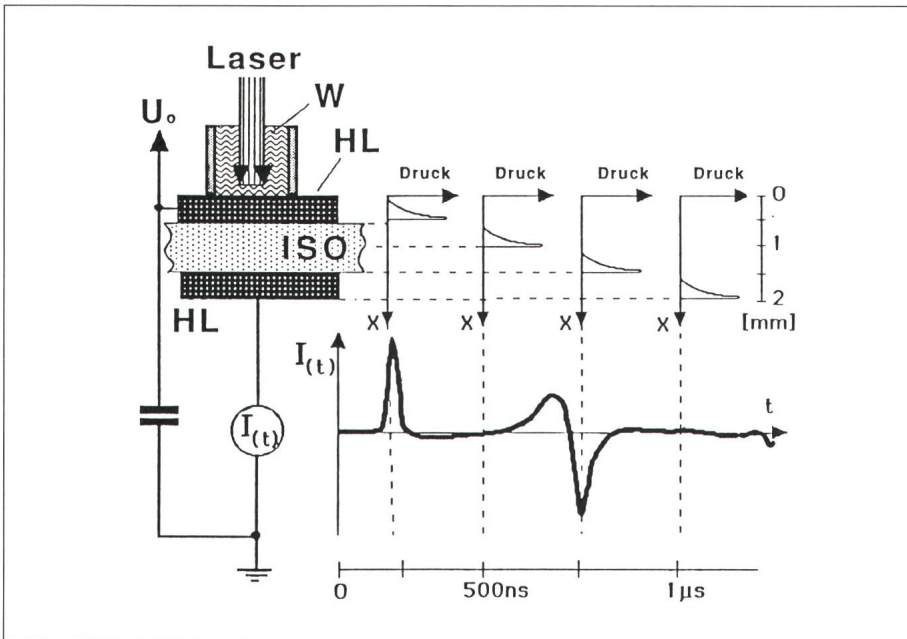 Laser
W
U₀
HL
Druck Druck Druck Druck
0
ISO
1
2
HL
X X X X
[mm]
I(t)
t
I(t)
0 500ns 1µs